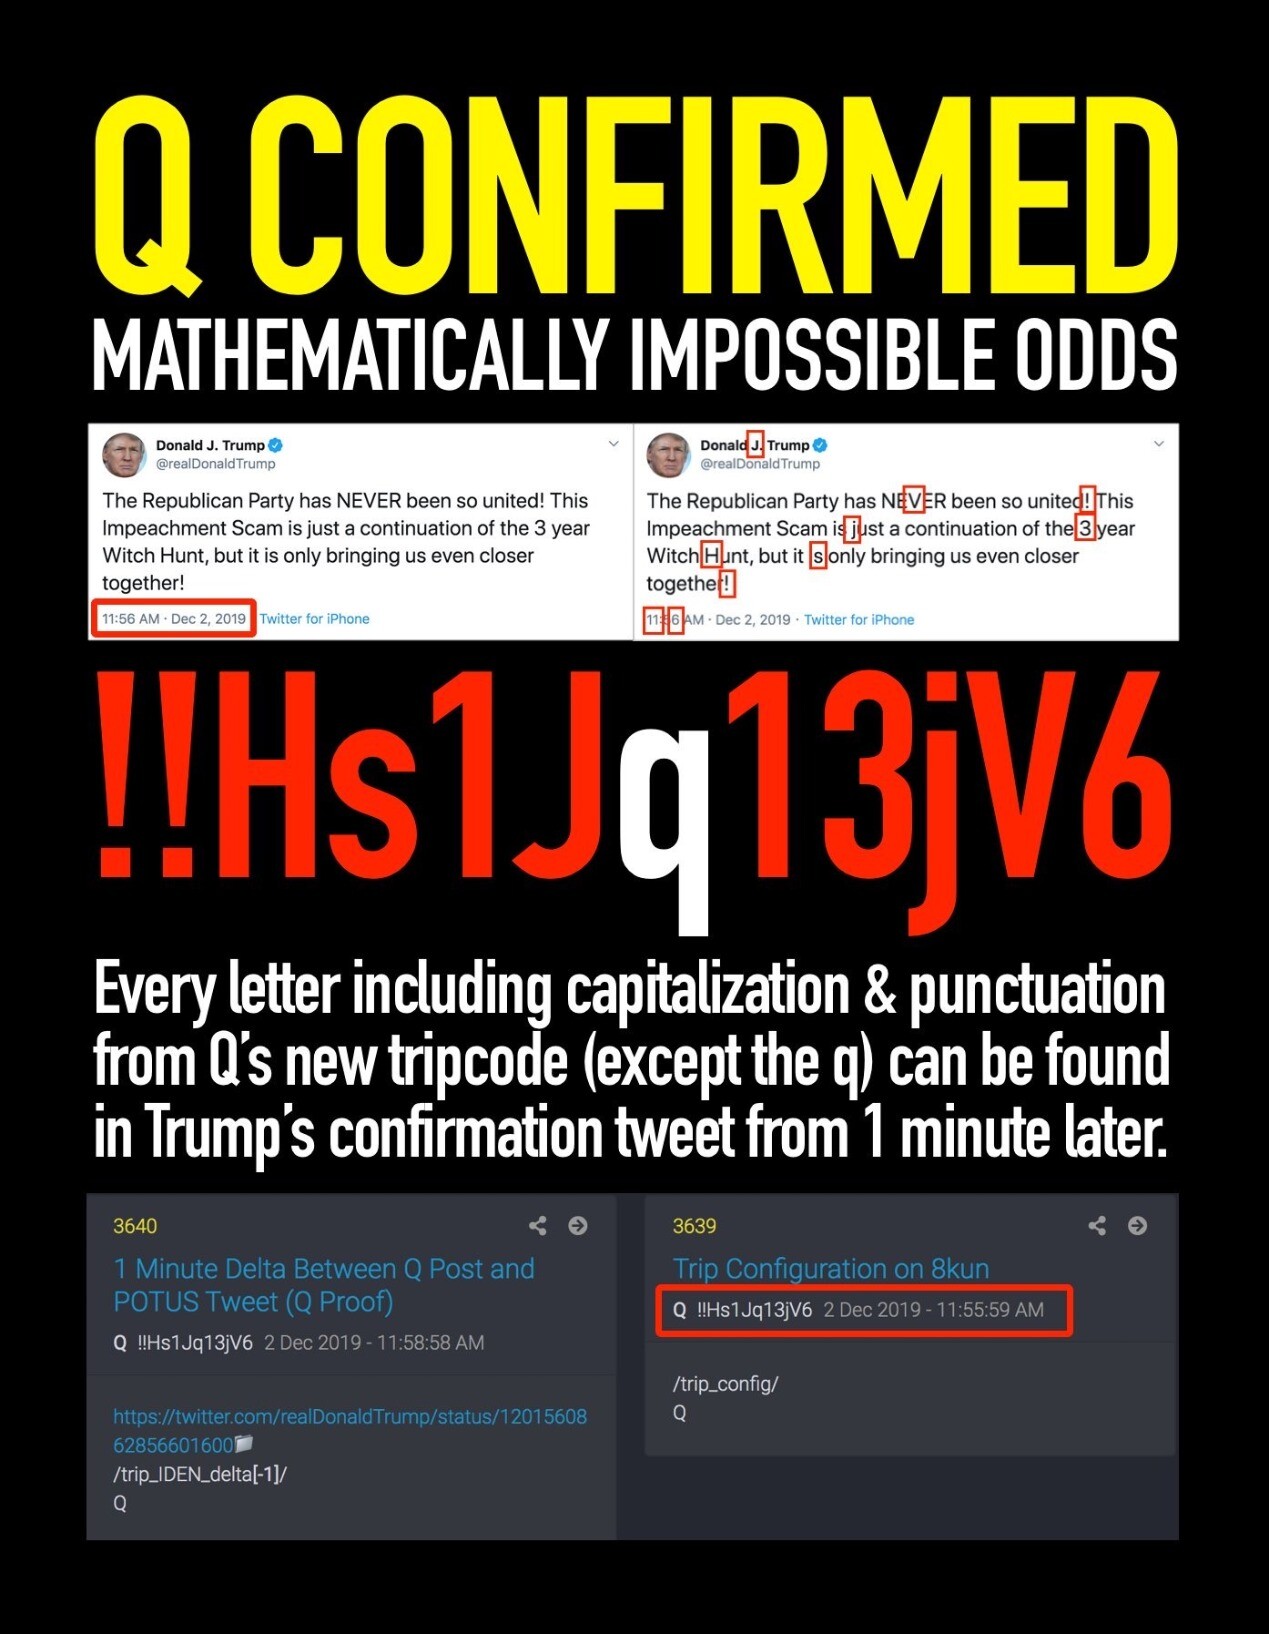 Q CONFIRMED
MATHEMATICALLY IMPOSSIBLE ODDS
Donald J. Trump
@realDonaldTrump
The Republican Party has NEVER been so united! This
Impeachment Scam is just a continuation of the 3 year
Witch Hunt, but it is only bringing us even closer
together!
11:56 AM · Dec 2, 2019 Twitter for iPhone
Donald J. Trump
@realDonaldTrump
The Republican Party has NEVER been so united! This
Impeachment Scam is just a continuation of the 3 year
Witch Hunt, but it is only bringing us even closer
together!
11:56 AM · Dec 2, 2019 · Twitter for iPhone
!!Hs1Jq13jV6
Every letter including capitalization & punctuation
from Q’s new tripcode (except the q) can be found
in Trump’s confirmation tweet from 1 minute later.
3640
1 Minute Delta Between Q Post and
POTUS Tweet (Q Proof)
Q !!Hs1Jq13jV6 2 Dec 2019 - 11:58:58 AM
https://twitter.com/realDonaldTrump/status/12015608
62856601600
/trip_IDEN_delta[-1]/
Q
3639
Trip Configuration on 8kun
Q !!Hs1Jq13jV6 2 Dec 2019 - 11:55:59 AM
/trip_config/
Q